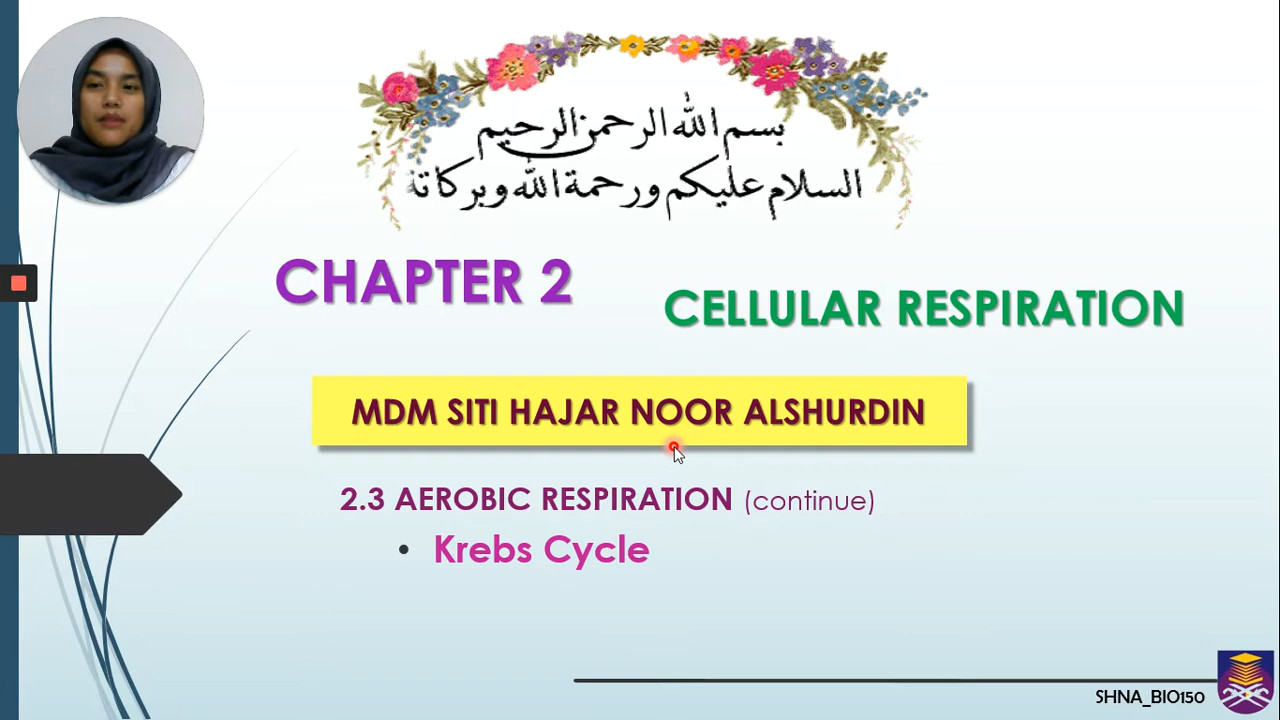 بسم الله الرحمن الرحيم
السلام عليكم ورحمة الله وبركاتة
CHAPTER 2
CELLULAR RESPIRATION
MDM SITI HAJAR NOOR ALSHURDIN
2.3 AEROBIC RESPIRATION (continue)
• Krebs Cycle
SHNA_BIO150